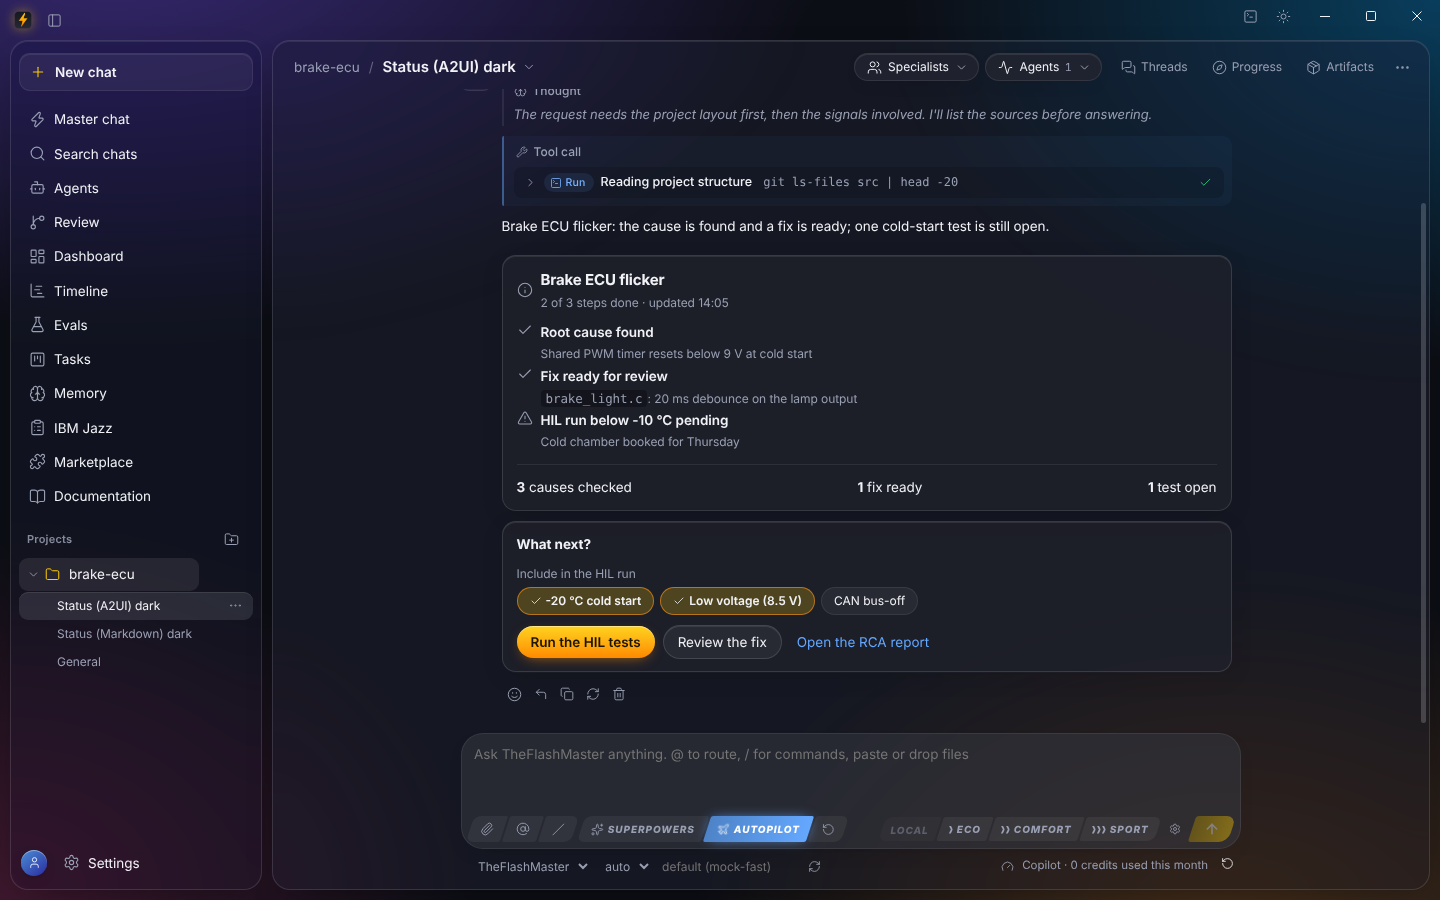 New chat
Master chat
Search chats
Agents
Review
Dashboard
Timeline
Evals
Tasks
Memory
IBM Jazz
Marketplace
Documentation
Projects
brake-ecu
Status (A2UI) dark
Status (Markdown) dark
General
Settings
brake-ecu / Status (A2UI) dark
Specialists
Agents 1
Threads
Progress
Artifacts
Thought
The request needs the project layout first, then the signals involved. I'll list the sources before answering.
Tool call
Run Reading project structure git ls-files src | head -20
Brake ECU flicker: the cause is found and a fix is ready; one cold-start test is still open.
Brake ECU flicker
2 of 3 steps done · updated 14:05
Root cause found
Shared PWM timer resets below 9 V at cold start
Fix ready for review
brake_light.c : 20 ms debounce on the lamp output
HIL run below -10 °C pending
Cold chamber booked for Thursday
3 causes checked
1 fix ready
1 test open
What next?
Include in the HIL run
-20 °C cold start
Low voltage (8.5 V)
CAN bus-off
Run the HIL tests
Review the fix
Open the RCA report
Ask TheFlashMaster anything. @ to route, / for commands, paste or drop files
SUPERPOWERS
AUTOPILOT
LOCAL
ECO
COMFORT
SPORT
TheFlashMaster
auto
default (mock-fast)
Copilot · 0 credits used this month